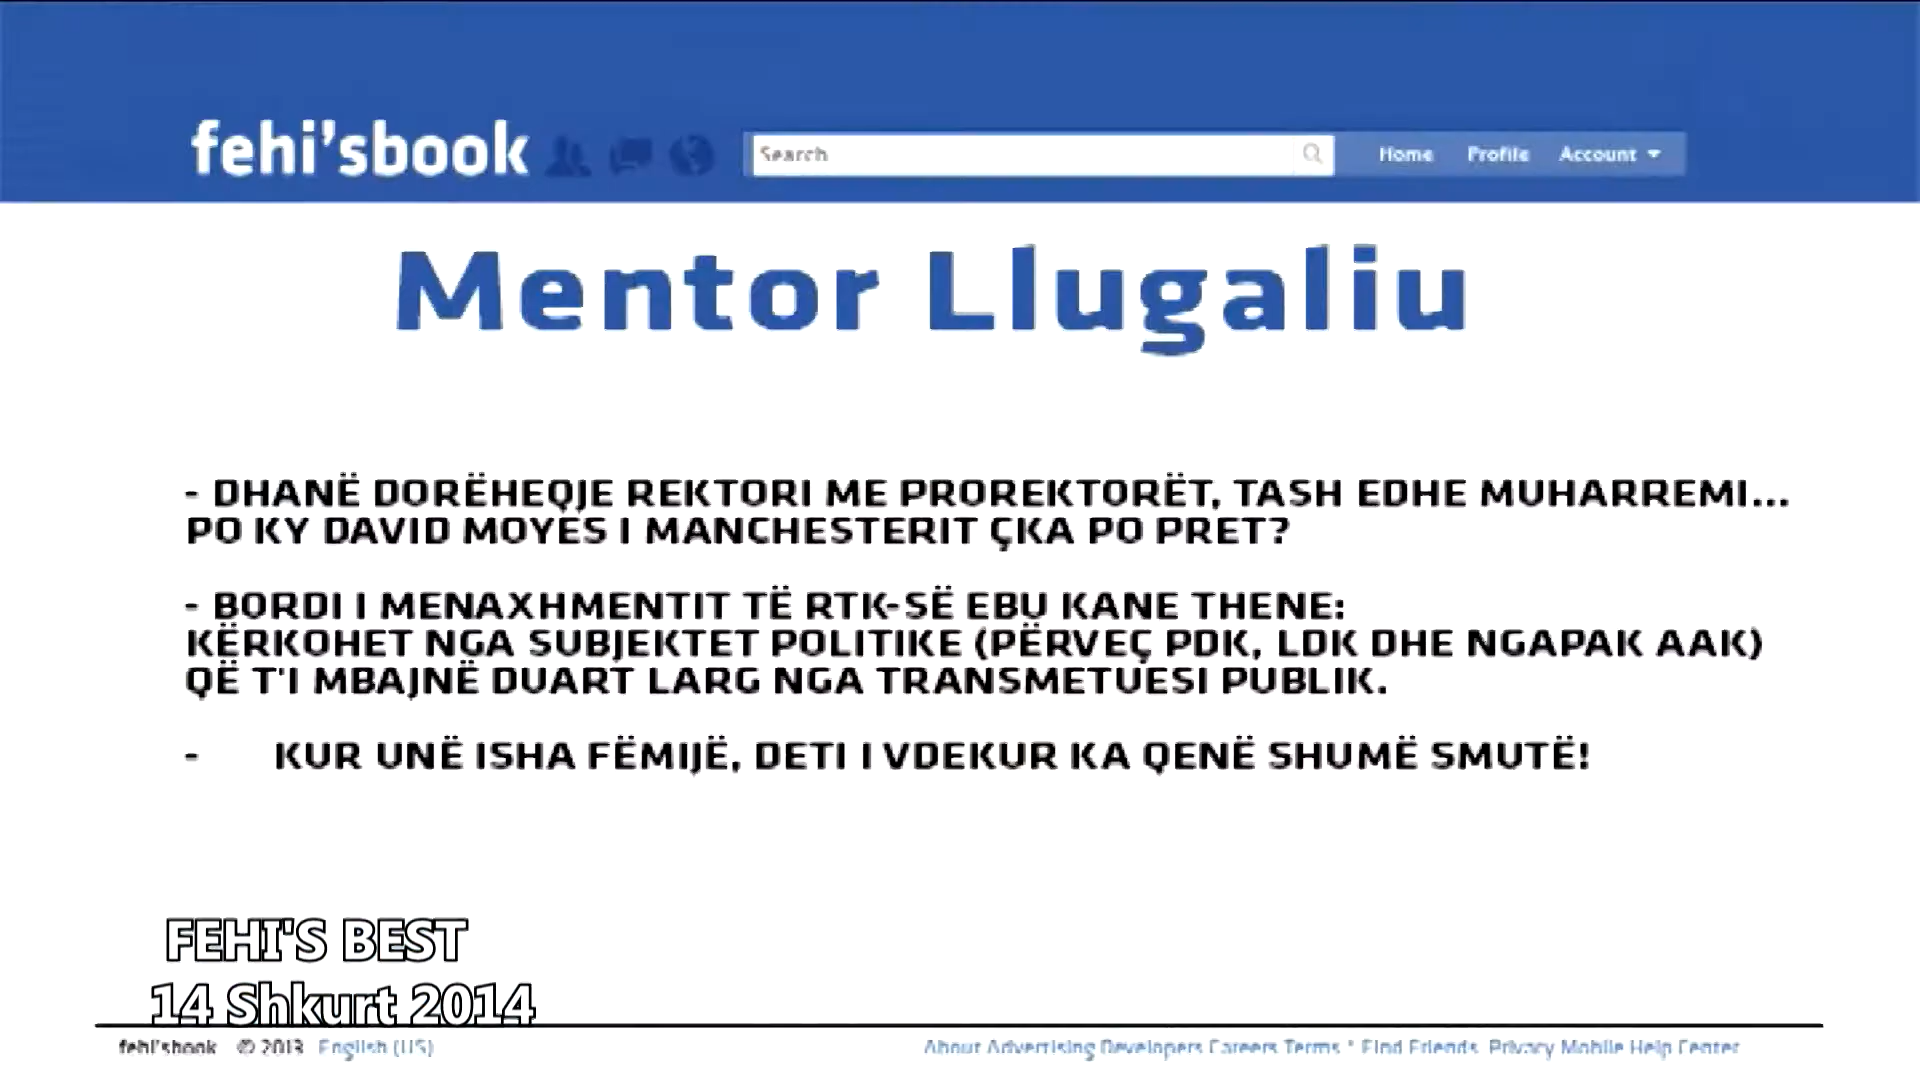 fehi'sbook
Search
Home Profile Account
Mentor Llugaliu
- DHANË DORËHEQJE REKTORI ME PROREKTORËT, TASH EDHE MUHARREMI...
PO KY DAVID MOYES I MANCHESTERIT ÇKA PO PRET?
- BORDI I MENAXHMENTIT TË RTK-SË EBU KANE THENE:
KËRKOHET NGA SUBJEKTET POLITIKE (PËRVEÇ PDK, LDK DHE NGAPAK AAK)
QË T'I MBAJNË DUART LARG NGA TRANSMETUESI PUBLIK.
- KUR UNË ISHA FËMIJË, DETI I VDEKUR KA QENË SHUMË SMUTË!
FEHI'S BEST
14 Shkurt 2014
fehi'sbook © 2013 English (US)
About Advertising Developers Careers Terms * Find Friends Privacy Mobile Help Center